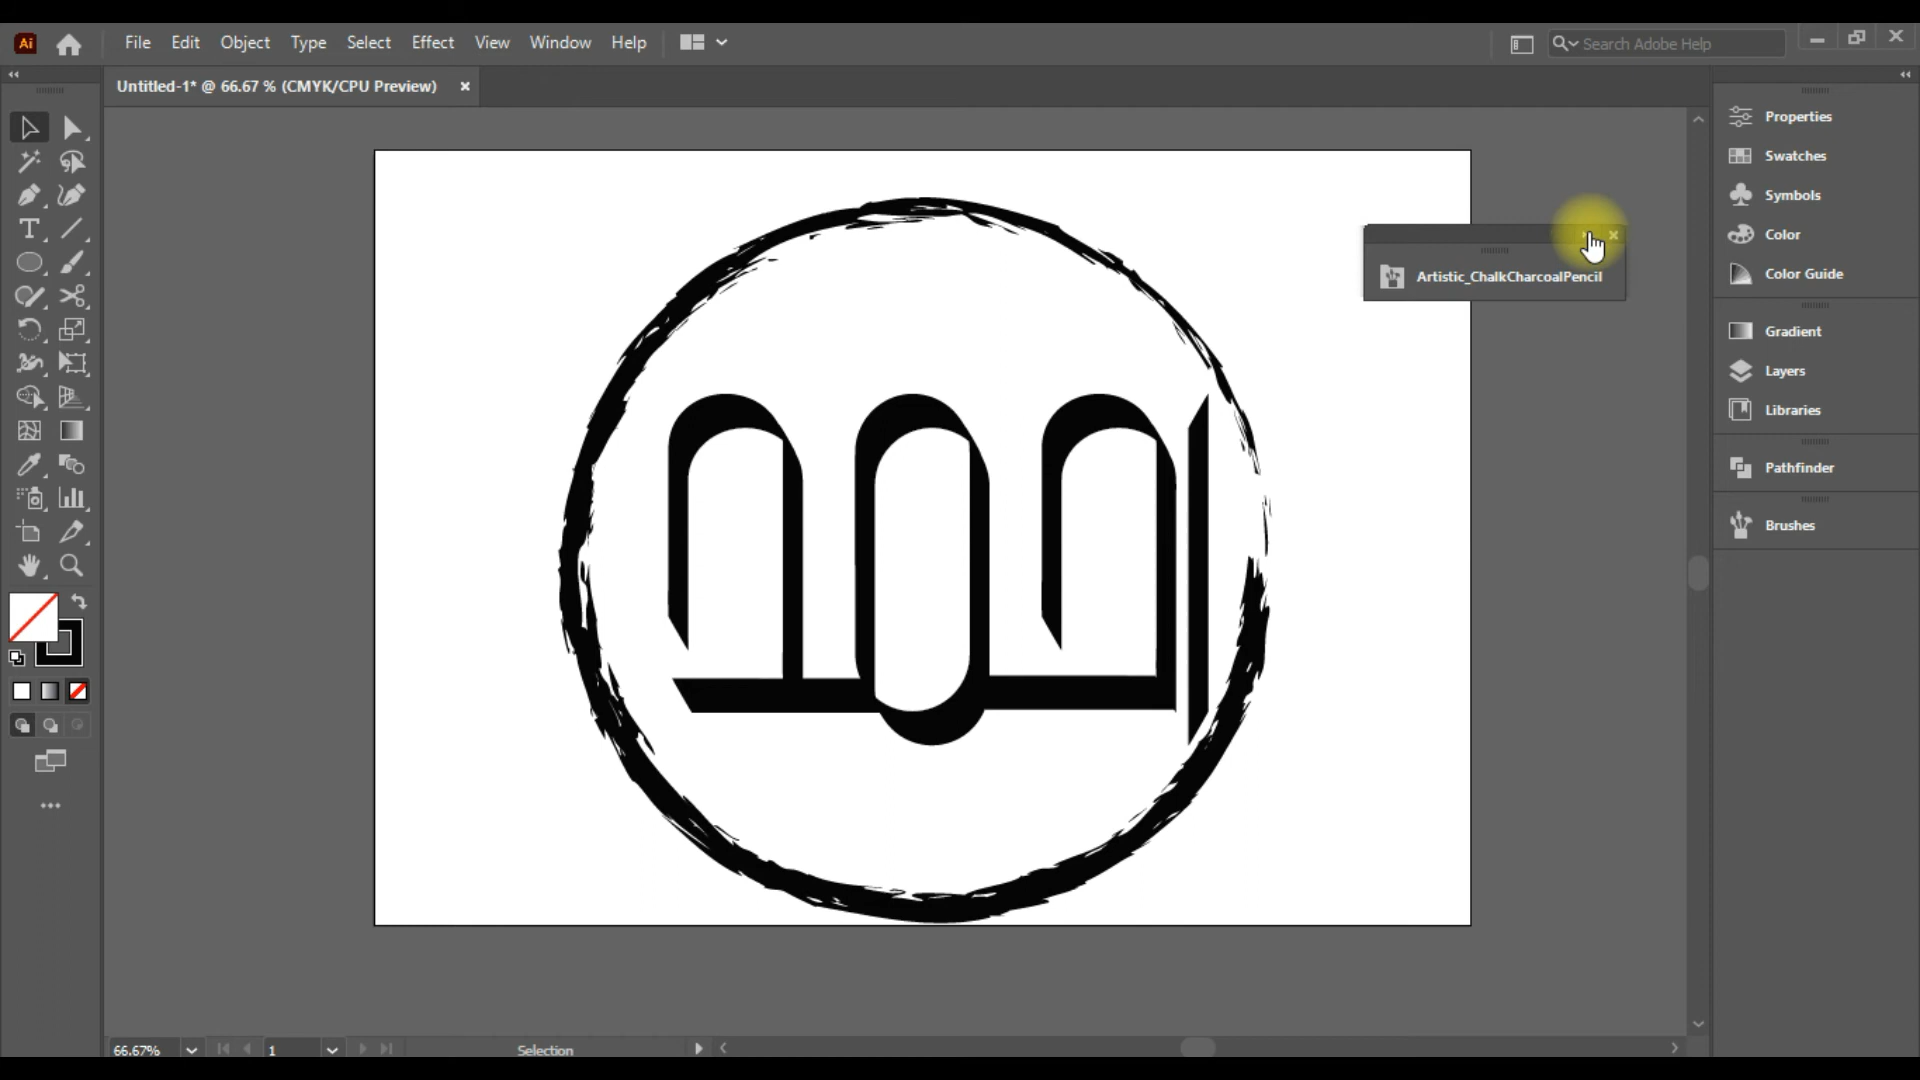 Ai
File Edit Object Type Select Effect View Window Help
Search Adobe Help
Untitled-1* @ 66.67 % (CMYK/CPU Preview)
Properties
Swatches
Symbols
Color
Color Guide
Gradient
Layers
Libraries
Pathfinder
Brushes
Artistic_ChalkCharcoalPencil
66.67%
1
Selection